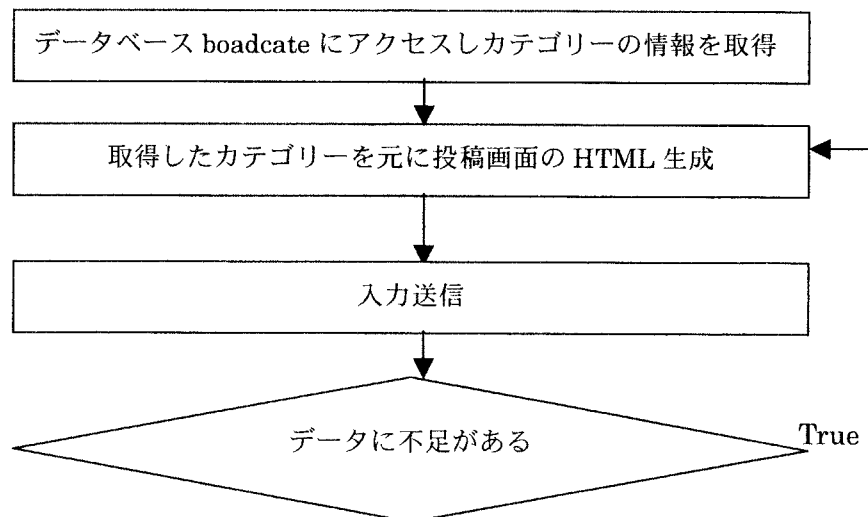 データベース boadcate にアクセスしカテゴリーの情報を取得
取得したカテゴリーを元に投稿画面の HTML 生成
入力送信
データに不足がある
True